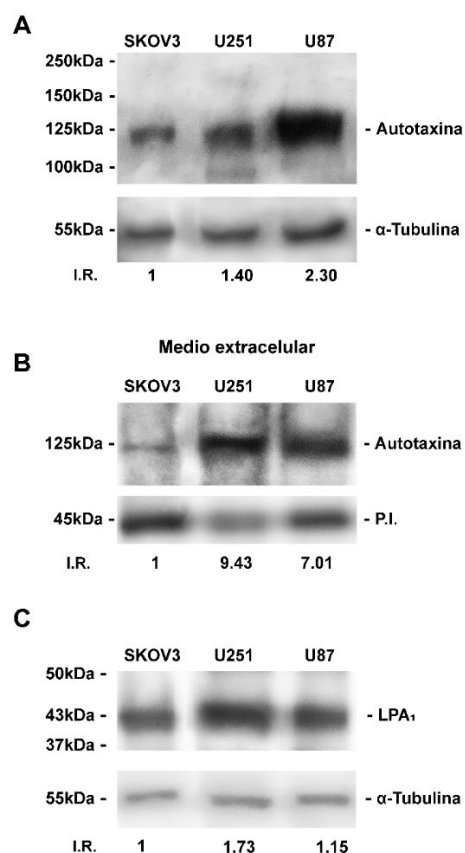 A
SKOV3 U251 U87
250kDa -
150kDa -
125kDa - - Autotaxina
100kDa -
55kDa - - α-Tubulina
I.R. 1 1.40 2.30
Medio extracelular
B
SKOV3 U251 U87
125kDa - - Autotaxina
45kDa - - P.I.
I.R. 1 9.43 7.01
C
SKOV3 U251 U87
50kDa -
43kDa - - LPA₁
37kDa -
55kDa - - α-Tubulina
I.R. 1 1.73 1.15